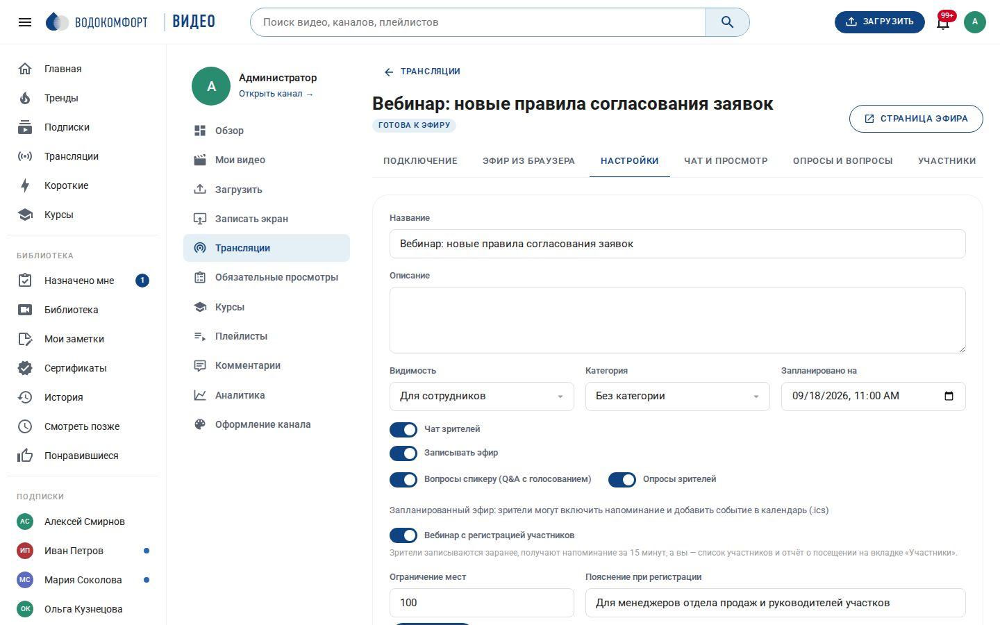 ВОДОКОМФОРТ ВИДЕО
Поиск видео, каналов, плейлистов
ЗАГРУЗИТЬ
99+
А
Главная
Тренды
Подписки
Трансляции
Короткие
Курсы
БИБЛИОТЕКА
Назначено мне 1
Библиотека
Мои заметки
Сертификаты
История
Смотреть позже
Понравившиеся
ПОДПИСКИ
АС Алексей Смирнов
ИП Иван Петров
МС Мария Соколова
ОК Ольга Кузнецова
А
Администратор
Открыть канал →
Обзор
Мои видео
Загрузить
Записать экран
Трансляции
Обязательные просмотры
Курсы
Плейлисты
Комментарии
Аналитика
Оформление канала
ТРАНСЛЯЦИИ
Вебинар: новые правила согласования заявок
ГОТОВА К ЭФИРУ
СТРАНИЦА ЭФИРА
ПОДКЛЮЧЕНИЕ ЭФИР ИЗ БРАУЗЕРА НАСТРОЙКИ ЧАТ И ПРОСМОТР ОПРОСЫ И ВОПРОСЫ УЧАСТНИКИ
Название
Вебинар: новые правила согласования заявок
Описание
Видимость Категория Запланировано на
Для сотрудников Без категории 09/18/2026, 11:00 AM
Чат зрителей
Записывать эфир
Вопросы спикеру (Q&A с голосованием) Опросы зрителей
Запланированный эфир: зрители могут включить напоминание и добавить событие в календарь (.ics)
Вебинар с регистрацией участников
Зрители записываются заранее, получают напоминание за 15 минут, а вы — список участников и отчёт о посещении на вкладке «Участники».
Ограничение мест Пояснение при регистрации
100 Для менеджеров отдела продаж и руководителей участков